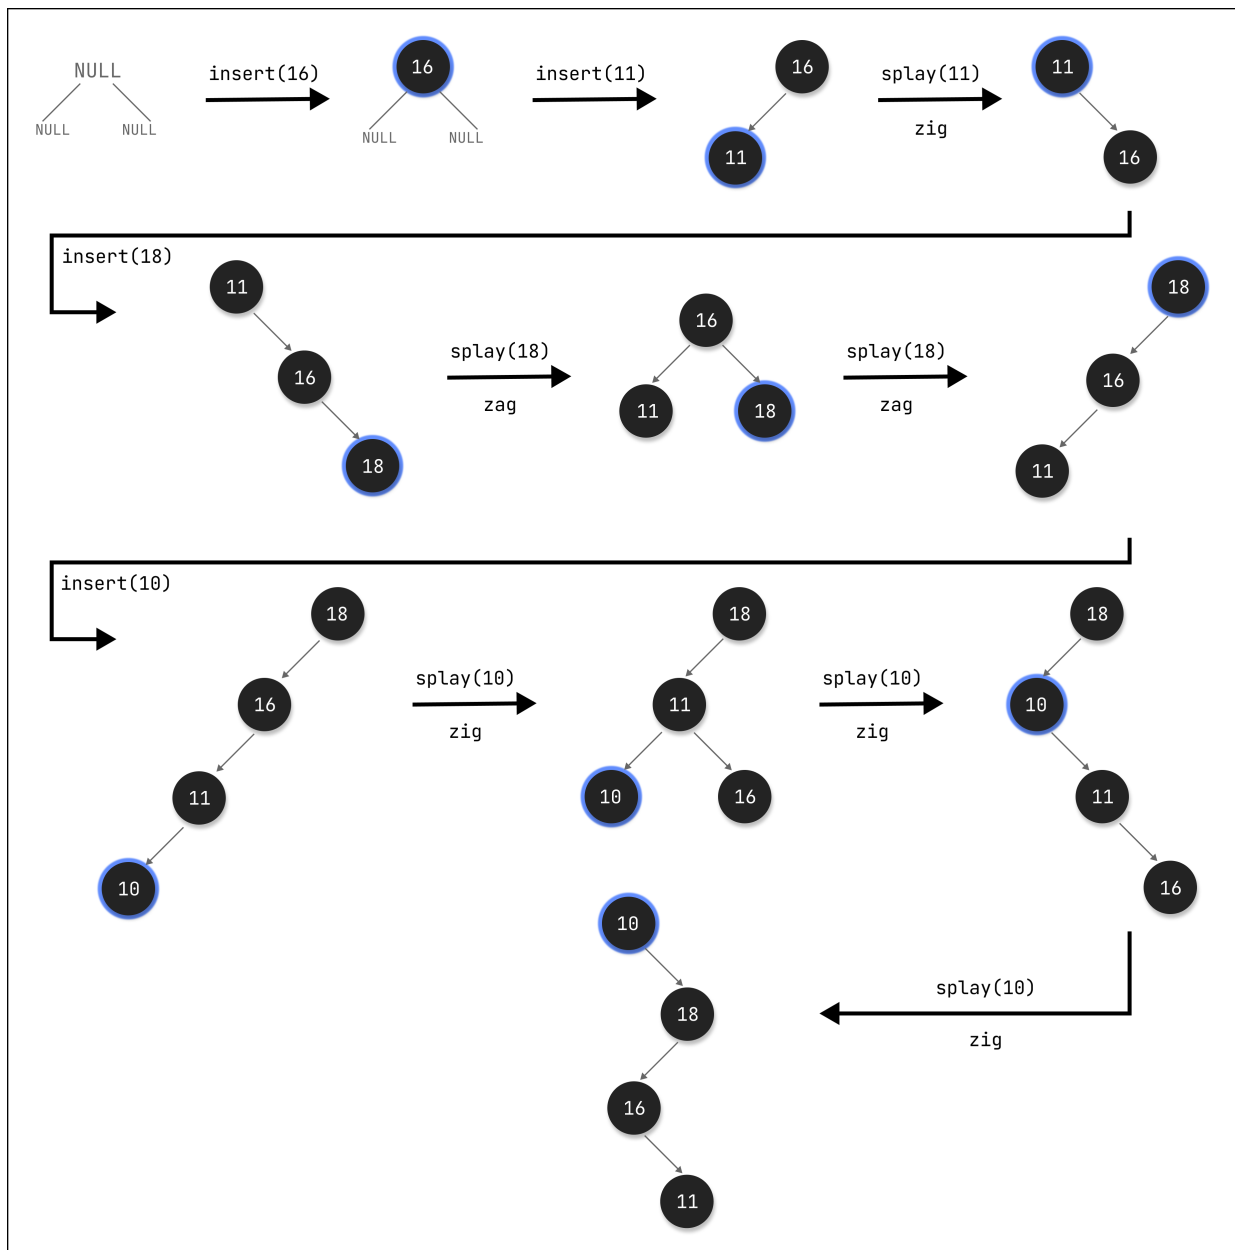 NULL
NULL
NULL
insert(16)
16
NULL
NULL
insert(11)
16
11
splay(11)
zig
11
16
insert(18)
11
16
18
splay(18)
zag
16
11
18
splay(18)
zag
18
16
11
insert(10)
18
16
11
10
splay(10)
zig
18
11
10
16
splay(10)
zig
18
10
11
16
splay(10)
zig
10
18
16
11